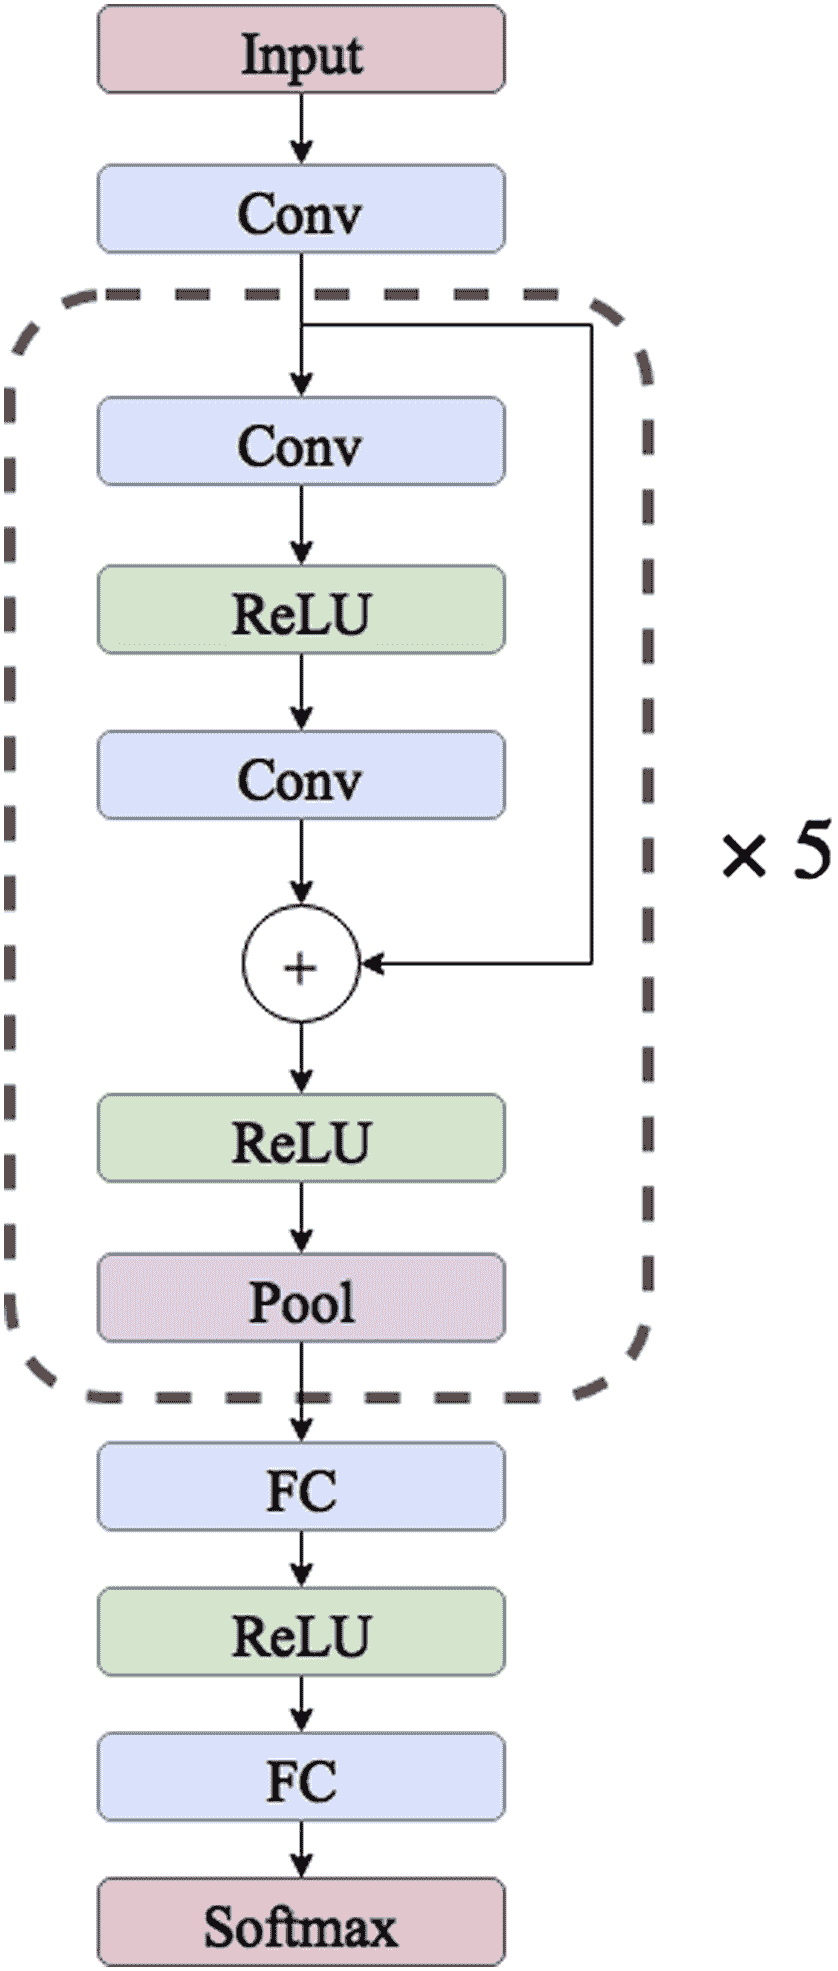 Input
Conv
Conv
ReLU
Conv
× 5
+
ReLU
Pool
FC
ReLU
FC
Softmax